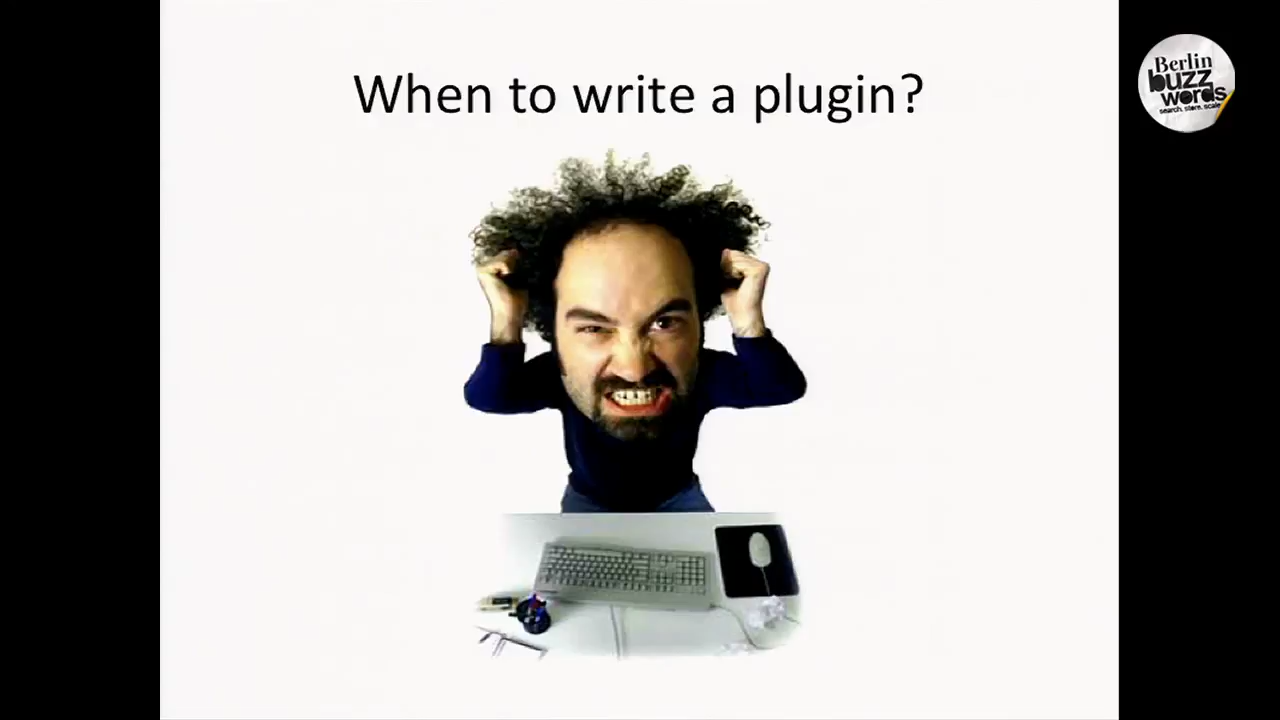 When to write a plugin?
Berlin
buzz
words
search. store. scale.